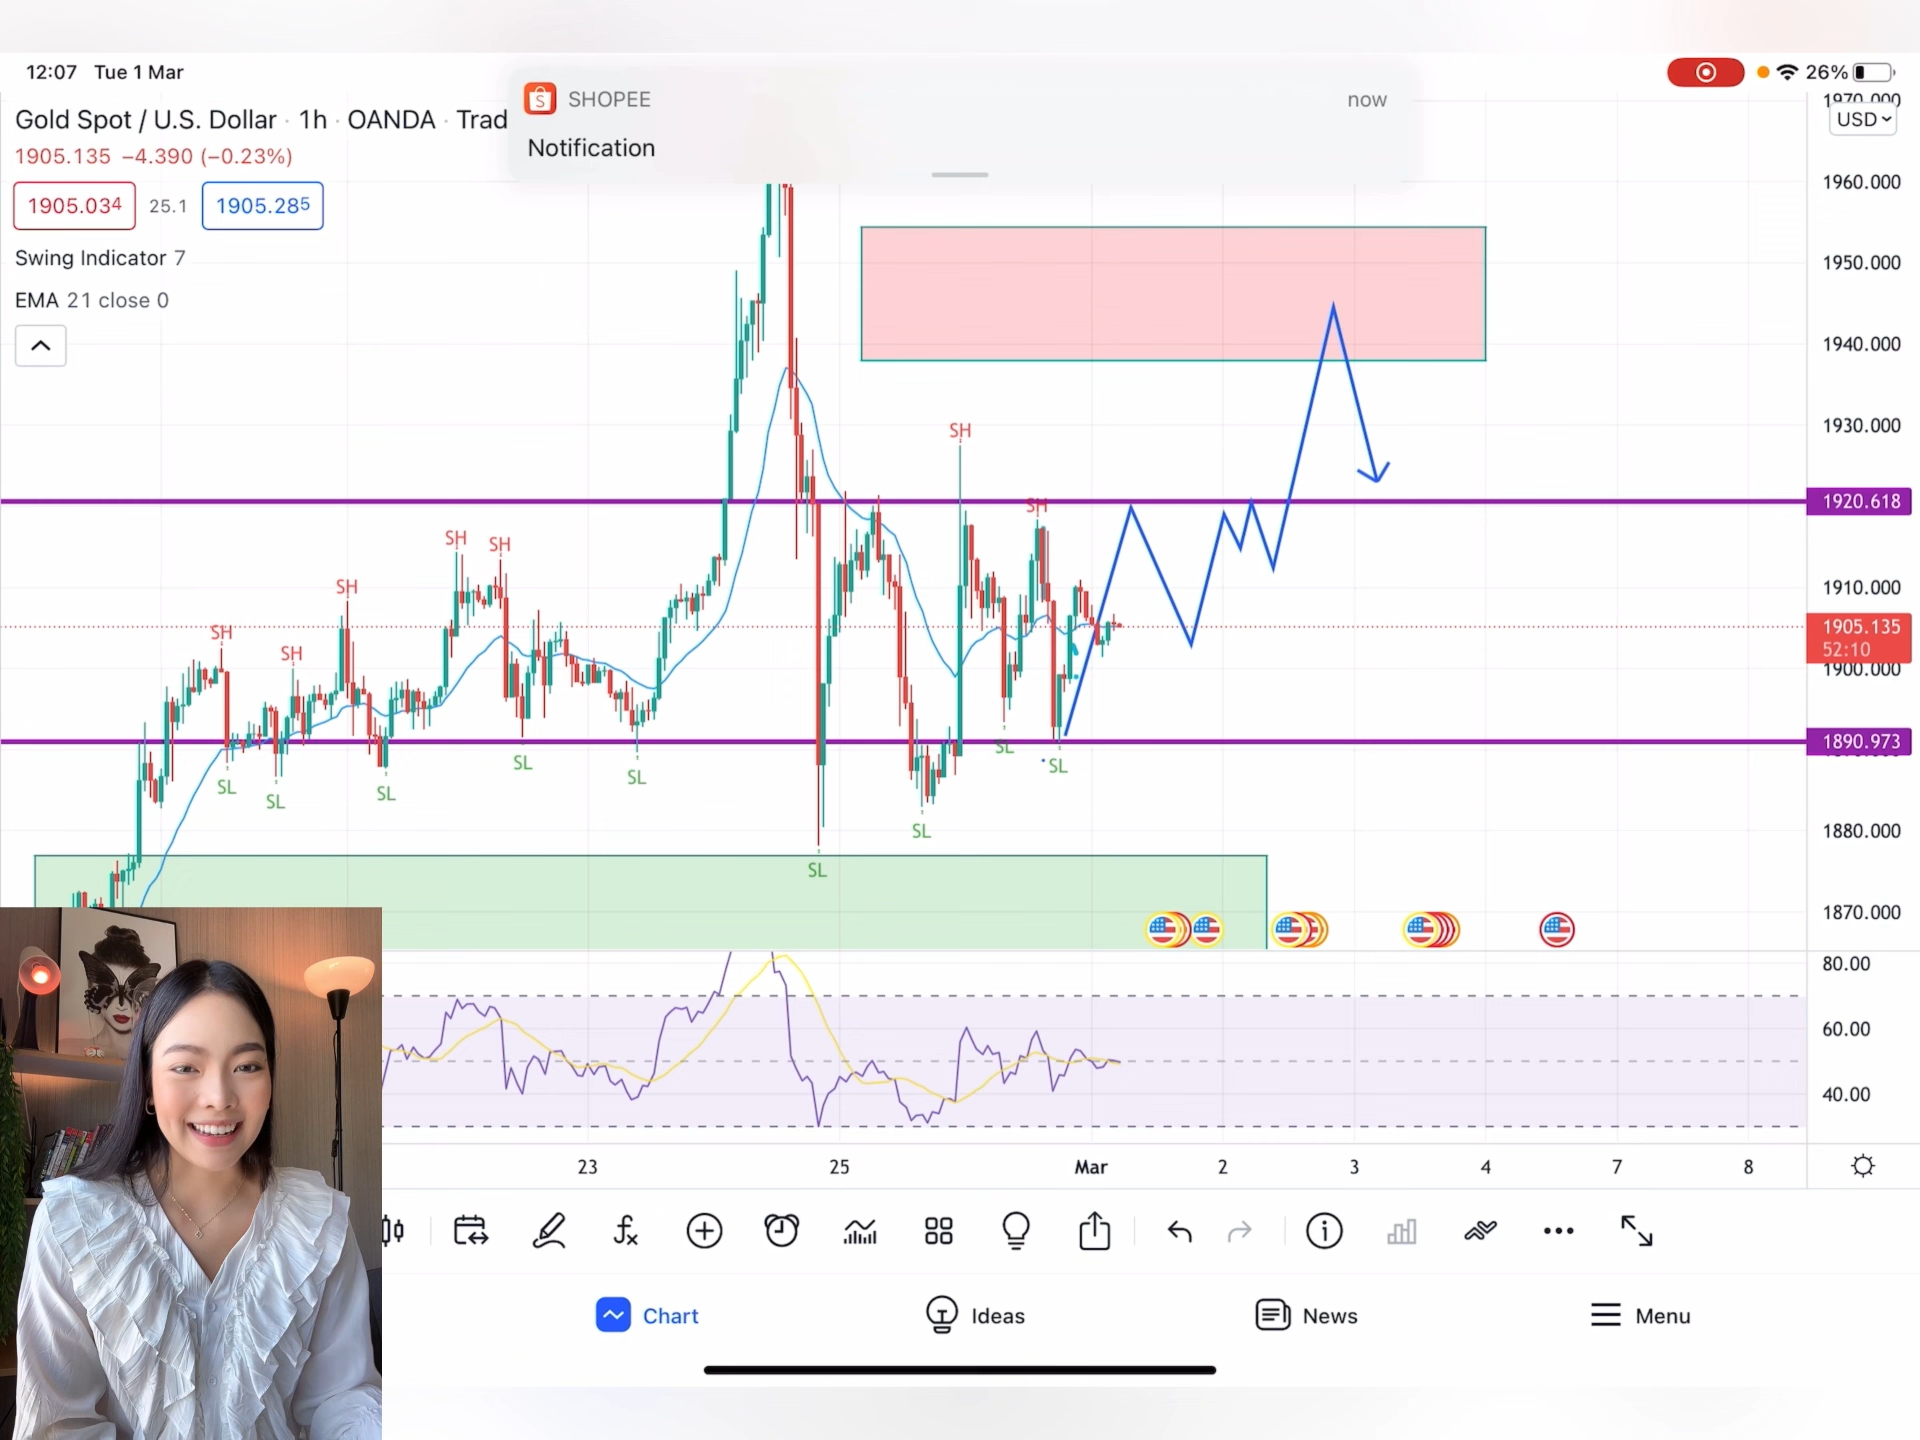 12:07 Tue 1 Mar
26%
SHOPEE
now
Notification
Gold Spot / U.S. Dollar · 1h · OANDA · Trad
1905.135 −4.390 (−0.23%)
1905.034 25.1 1905.285
Swing Indicator 7
EMA 21 close 0
1970.000
USD
1960.000
1950.000
1940.000
1930.000
1920.618
1910.000
1905.135
52:10
1900.000
1890.973
1880.000
1870.000
SH
SH
SH
SH
SH
SH
SH
SL
SL
SL
SL
SL
SL
SL
SL
SL
80.00
60.00
40.00
23 25 Mar 2 3 4 7 8
Chart Ideas News Menu